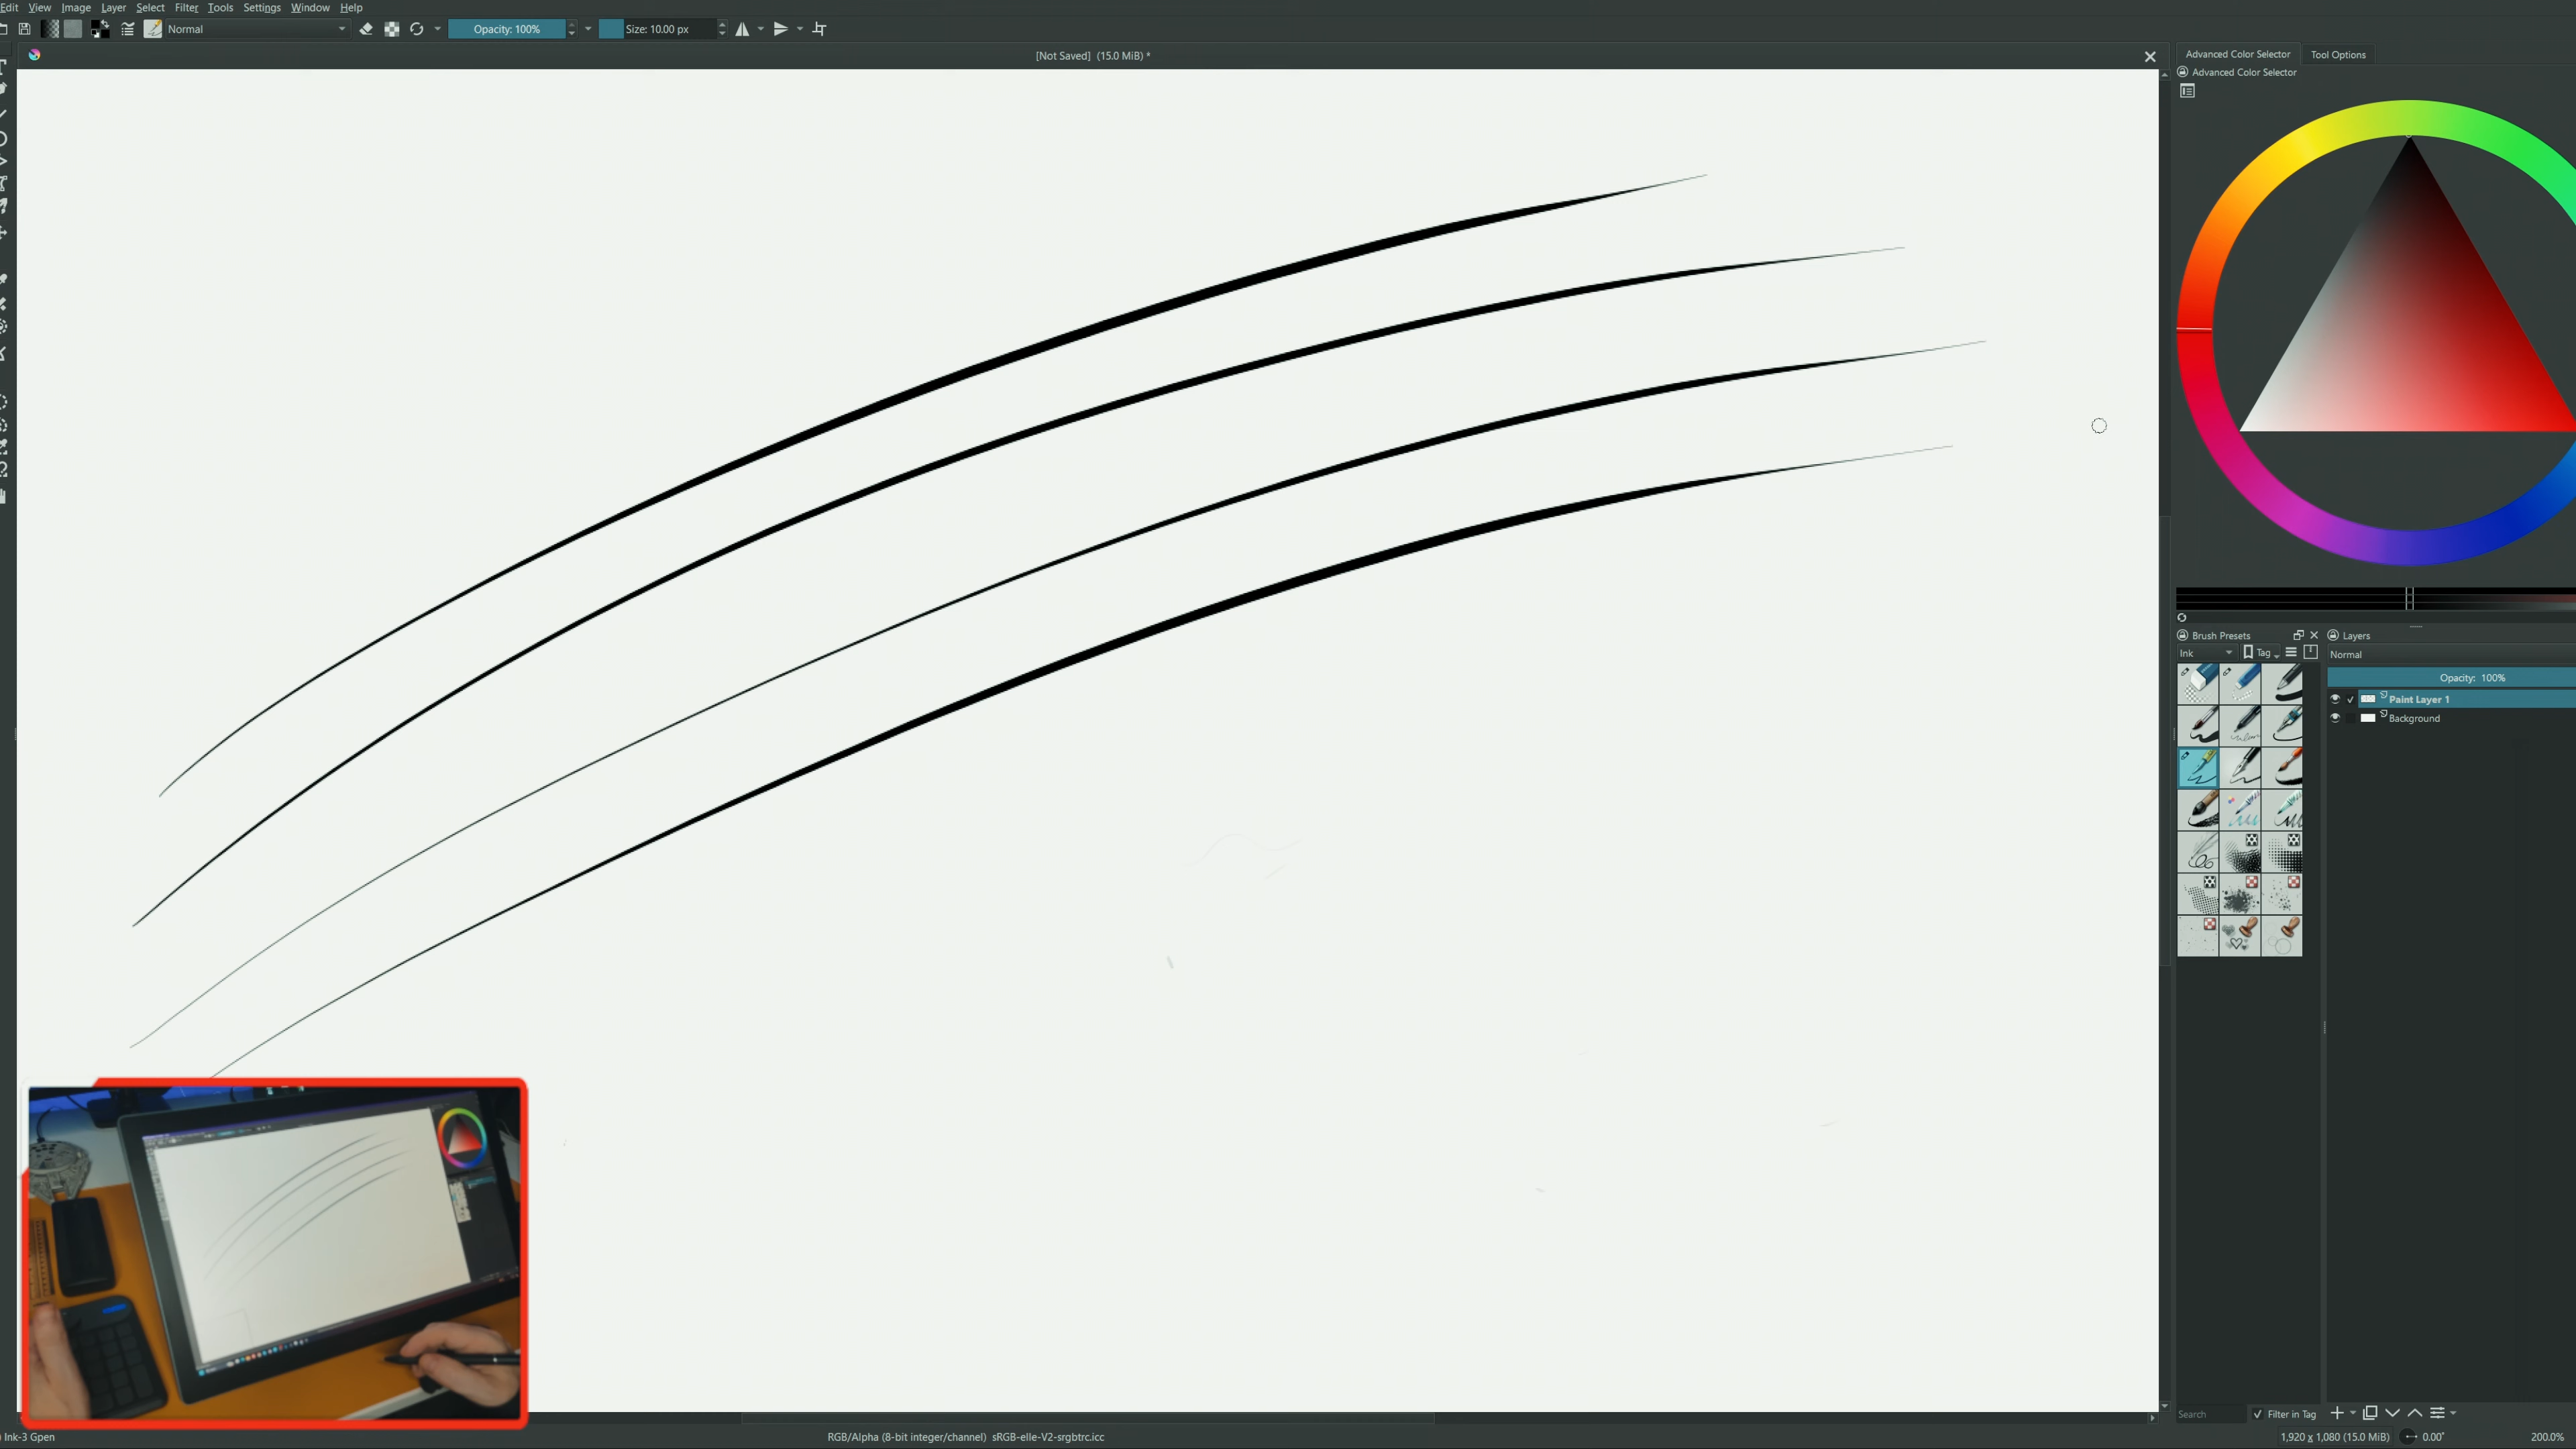 Edit View Image Layer Select Filter Tools Settings Window Help
Normal Opacity: 100% Size: 10.00 px
[Not Saved] (15.0 MiB) *
Advanced Color Selector Tool Options
Advanced Color Selector
Brush Presets Layers
Ink Tag Normal
Opacity: 100%
Paint Layer 1
Background
Search Filter in Tag
Ink-3 Gpen RGB/Alpha (8-bit integer/channel) sRGB-elle-V2-srgbtrc.icc 1,920 x 1,080 (15.0 MiB) 0.00° 200.0%